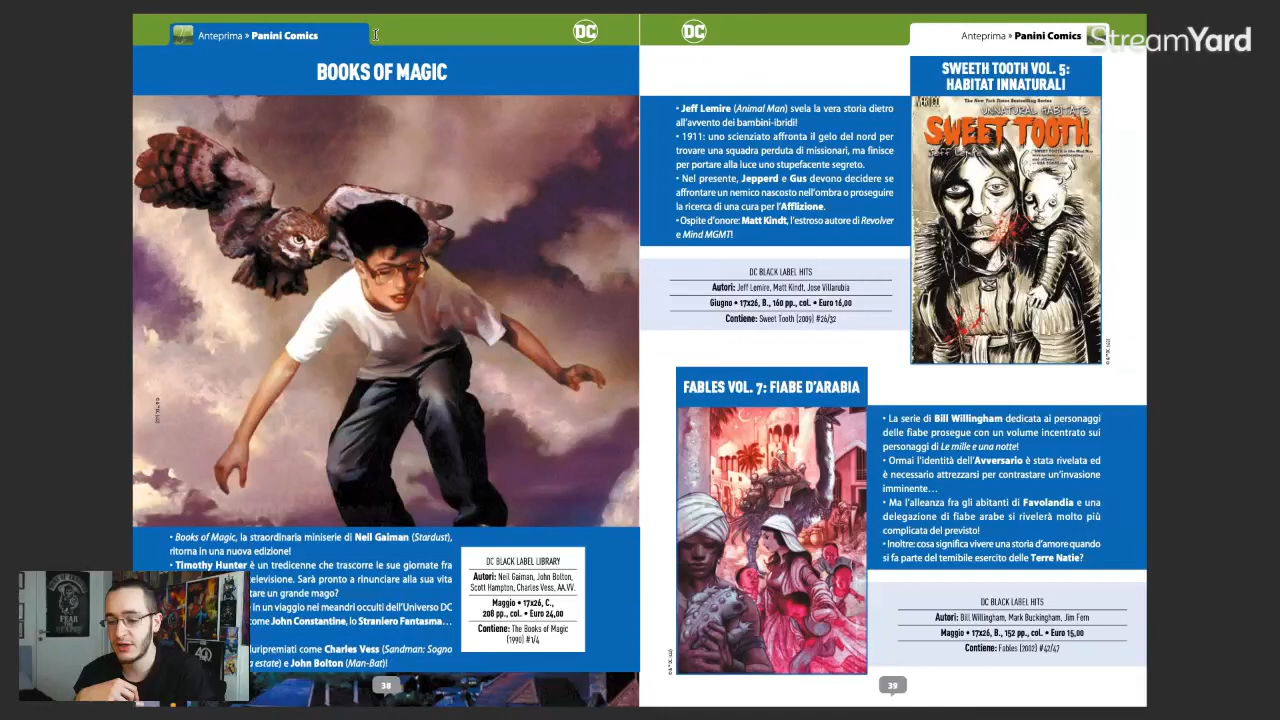 Anteprima » Panini Comics
DC
DC
Anteprima » Panini Comics
StreamYard
BOOKS OF MAGIC
• Books of Magic, la straordinaria miniserie di Neil Gaiman (Stardust),
ritorna in una nuova edizione!
• Timothy Hunter è un tredicenne che trascorre le sue giornate fra
televisione. Sarà pronto a rinunciare alla sua vita
tare un grande mago?
in un viaggio nei meandri occulti dell'Universo DC
come John Constantine, lo Straniero Fantasma…
luripremiati come Charles Vess (Sandman: Sogno
a estate) e John Bolton (Man-Bat)!
DC BLACK LABEL LIBRARY
Autori: Neil Gaiman, John Bolton,
Scott Hampton, Charles Vess, AA.VV.
Maggio • 17x26, C.,
208 pp., col. • Euro 24,00
Contiene: The Books of Magic
(1990) #1/4
38
SWEETH TOOTH VOL. 5:
HABITAT INNATURALI
• Jeff Lemire (Animal Man) svela la vera storia dietro
all'avvento dei bambini-ibridi!
• 1911: uno scienziato affronta il gelo del nord per
trovare una squadra perduta di missionari, ma finisce
per portare alla luce uno stupefacente segreto.
• Nel presente, Jepperd e Gus devono decidere se
affrontare un nemico nascosto nell'ombra o proseguire
la ricerca di una cura per l'Afflizione.
• Ospite d'onore: Matt Kindt, l'estroso autore di Revolver
e Mind MGMT!
DC BLACK LABEL HITS
Autori: Jeff Lemire, Matt Kindt, Jose Villarubia
Giugno • 17x26, B., 160 pp., col. • Euro 16,00
Contiene: Sweet Tooth (2009) #26/32
VERTIGO
The New York Times Bestselling Series
UNNATURAL HABITATS
SWEET TOOTH
Jeff Lemire
FABLES VOL. 7: FIABE D'ARABIA
• La serie di Bill Willingham dedicata ai personaggi
delle fiabe prosegue con un volume incentrato sui
personaggi di Le mille e una notte!
• Ormai l'identità dell'Avversario è stata rivelata ed
è necessario attrezzarsi per contrastare un'invasione
imminente…
• Ma l'alleanza fra gli abitanti di Favolandia e una
delegazione di fiabe arabe si rivelerà molto più
complicata del previsto!
• Inoltre: cosa significa vivere una storia d'amore quando
si fa parte del temibile esercito delle Terre Natie?
DC BLACK LABEL HITS
Autori: Bill Willingham, Mark Buckingham, Jim Fern
Maggio • 17x26, B., 152 pp., col. • Euro 15,00
Contiene: Fables (2002) #42/47
39